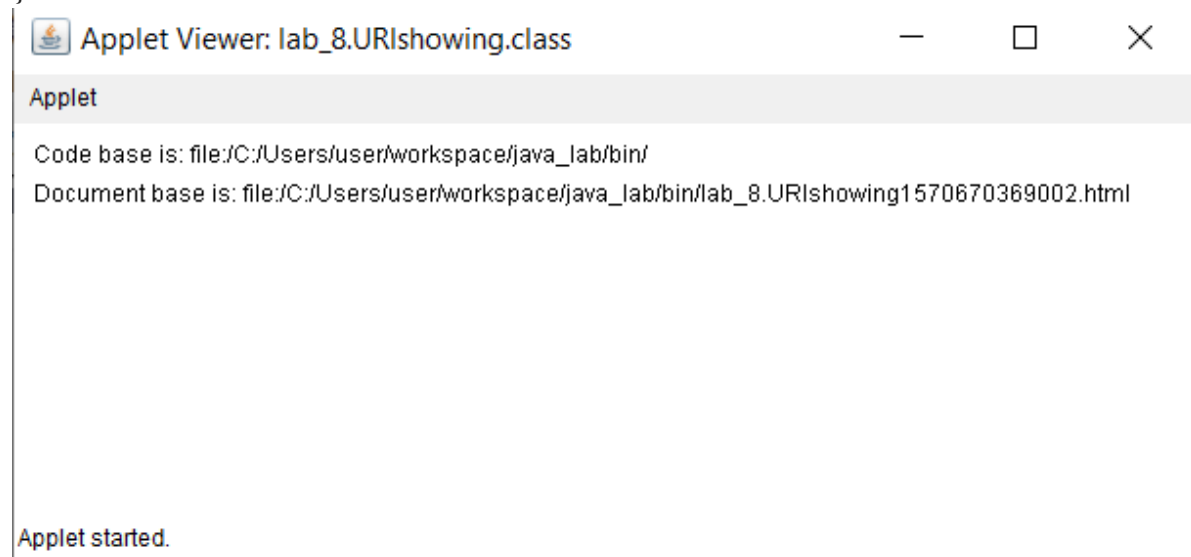 Applet Viewer: lab_8.URIshowing.class
Applet
Code base is: file:/C:/Users/user/workspace/java_lab/bin/
Document base is: file:/C:/Users/user/workspace/java_lab/bin/lab_8.URIshowing1570670369002.html
Applet started.